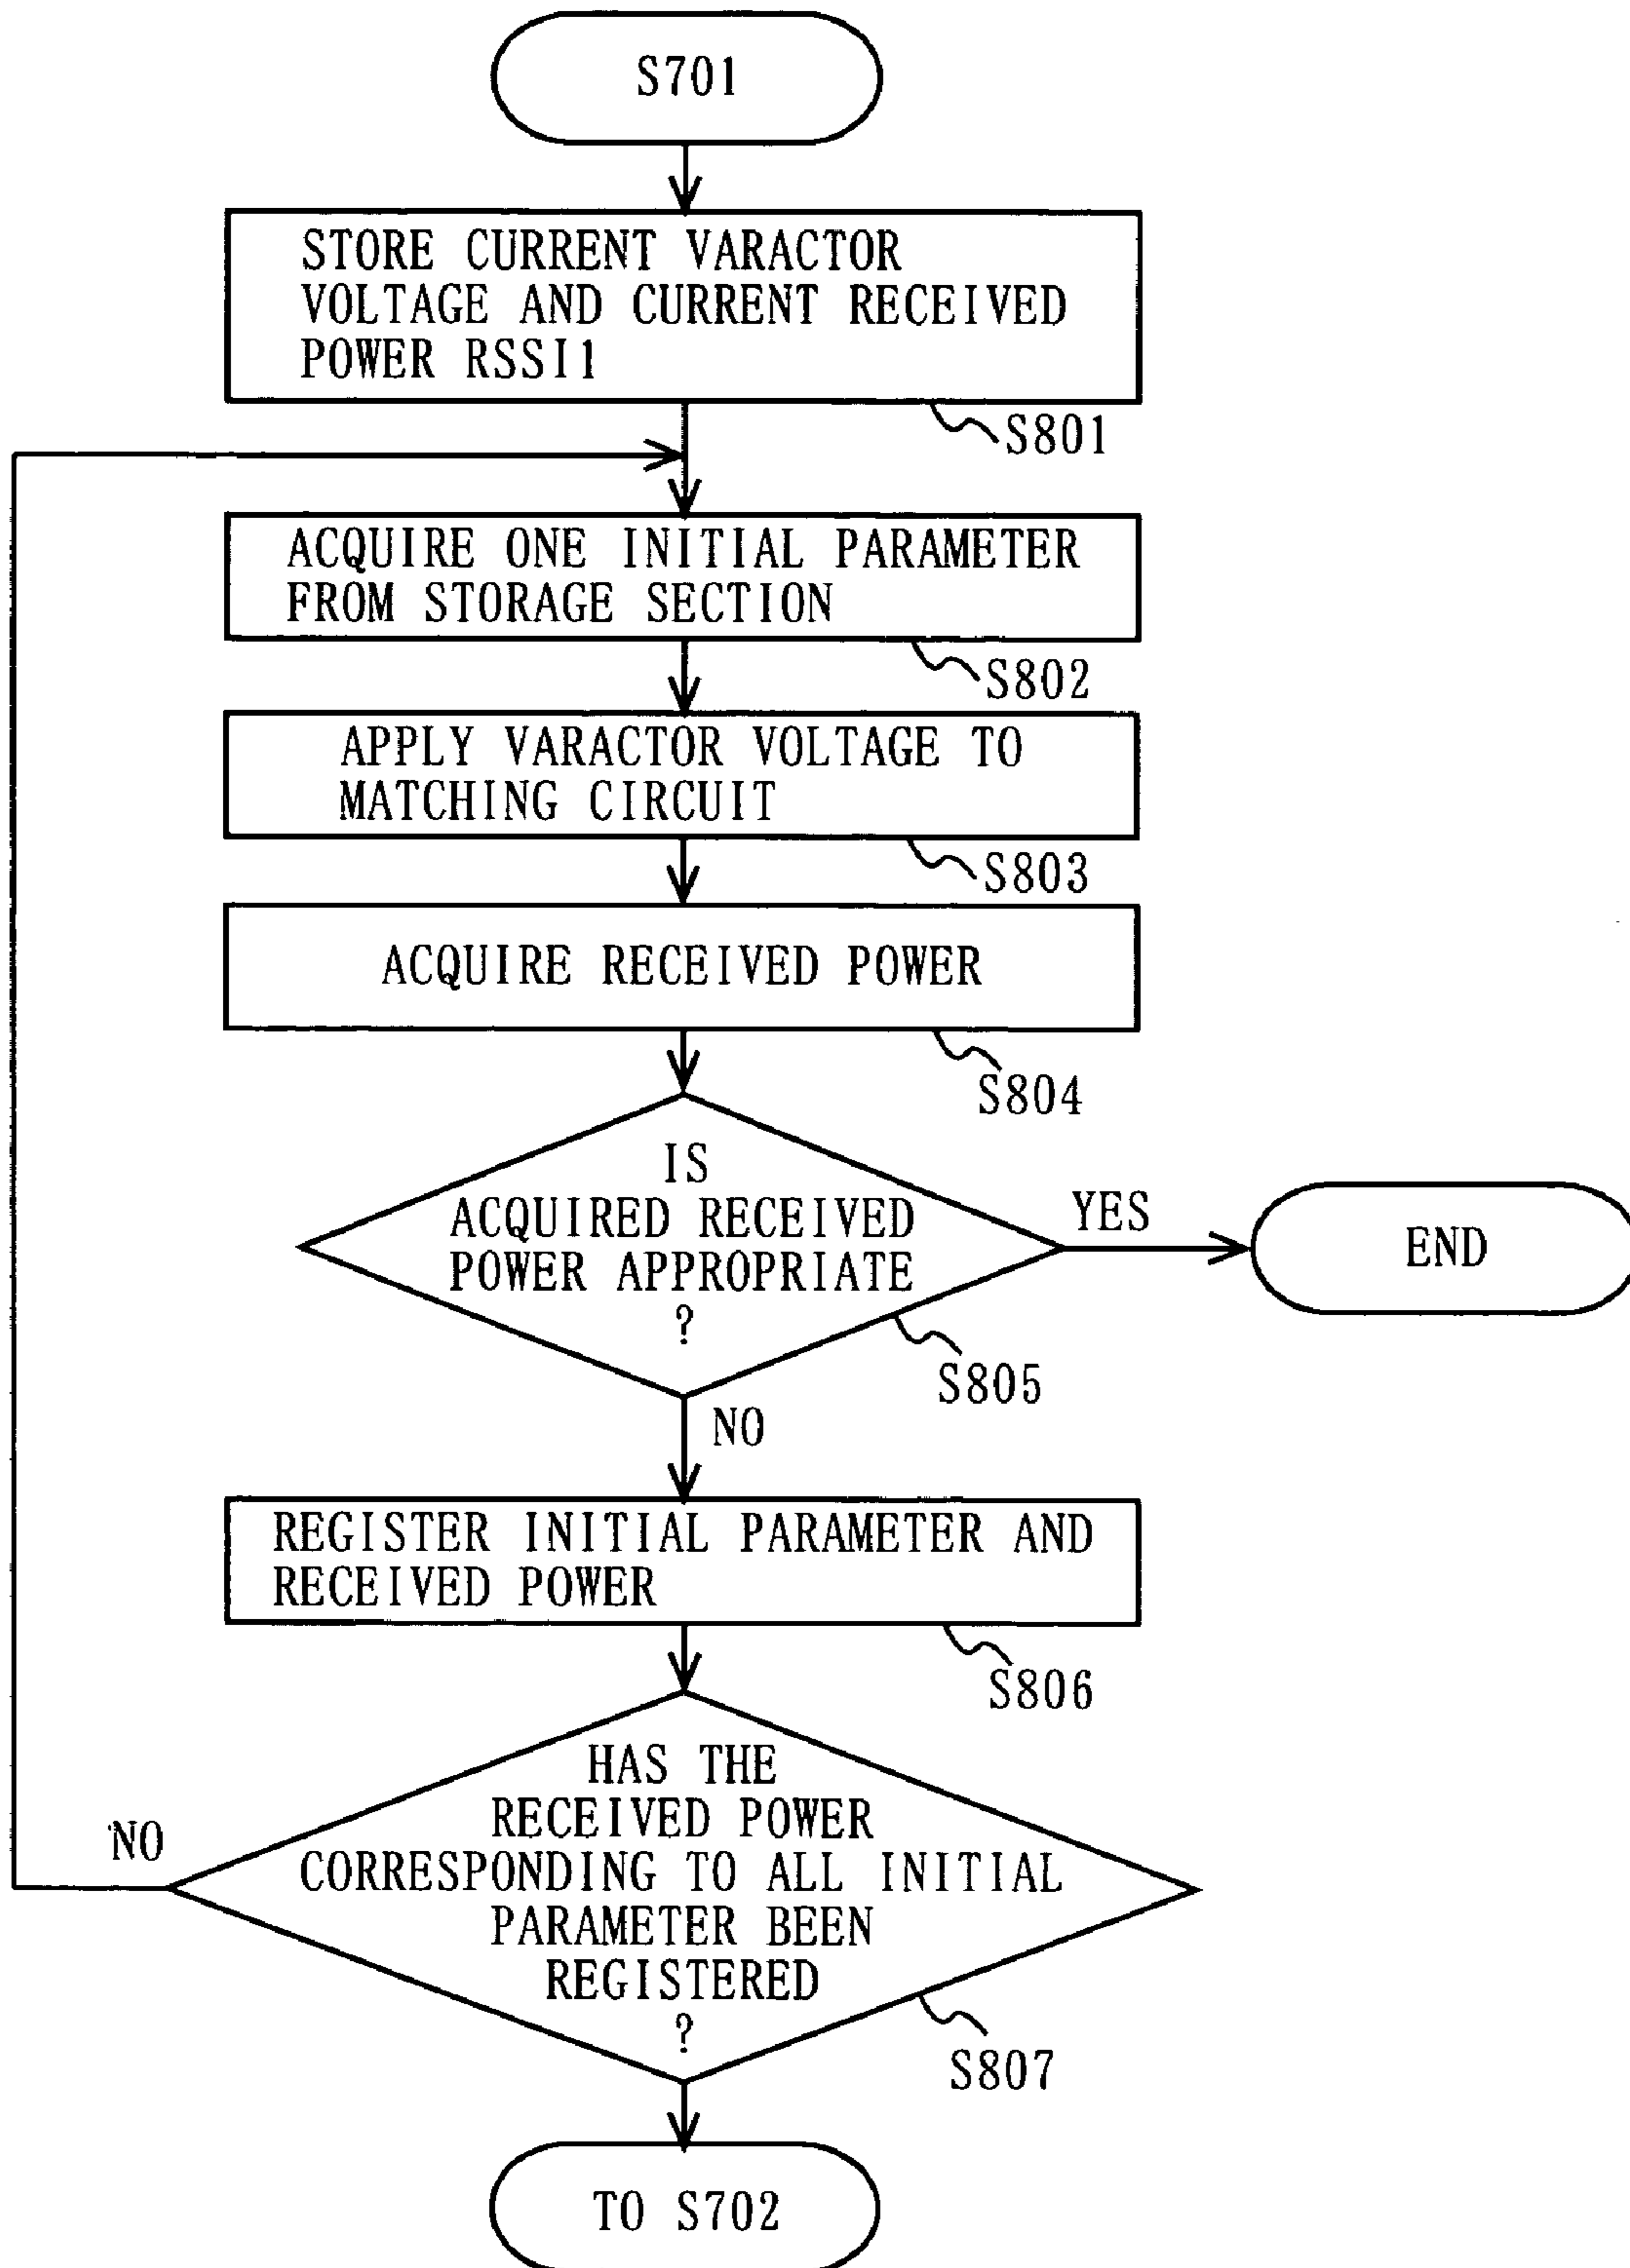 S701
STORE CURRENT VARACTOR
VOLTAGE AND CURRENT RECEIVED
POWER RSSI1
S801
ACQUIRE ONE INITIAL PARAMETER
FROM STORAGE SECTION
S802
APPLY VARACTOR VOLTAGE TO
MATCHING CIRCUIT
S803
ACQUIRE RECEIVED POWER
S804
IS
ACQUIRED RECEIVED
POWER APPROPRIATE
?
YES
END
S805
NO
REGISTER INITIAL PARAMETER AND
RECEIVED POWER
S806
HAS THE
RECEIVED POWER
CORRESPONDING TO ALL INITIAL
PARAMETER BEEN
REGISTERED
?
NO
S807
TO S702